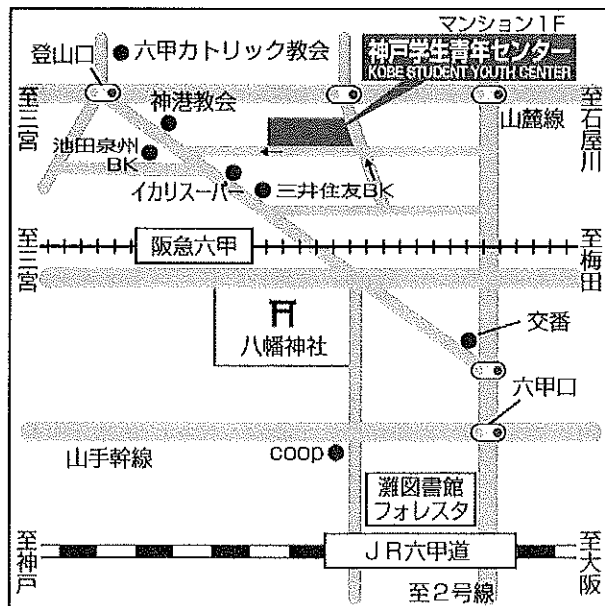 マンション1F
登山口
六甲カトリック教会
神戸学生青年センター
KOBE STUDENT YOUTH CENTER
至三宮
神港教会
至石屋川
山麓線
池田泉州
BK
イカリスーパー
三井住友BK
至三宮
阪急六甲
至梅田
八幡神社
交番
六甲口
山手幹線
coop
灘図書館
フォレスタ
至神戸
JR六甲道
至大阪
至2号線